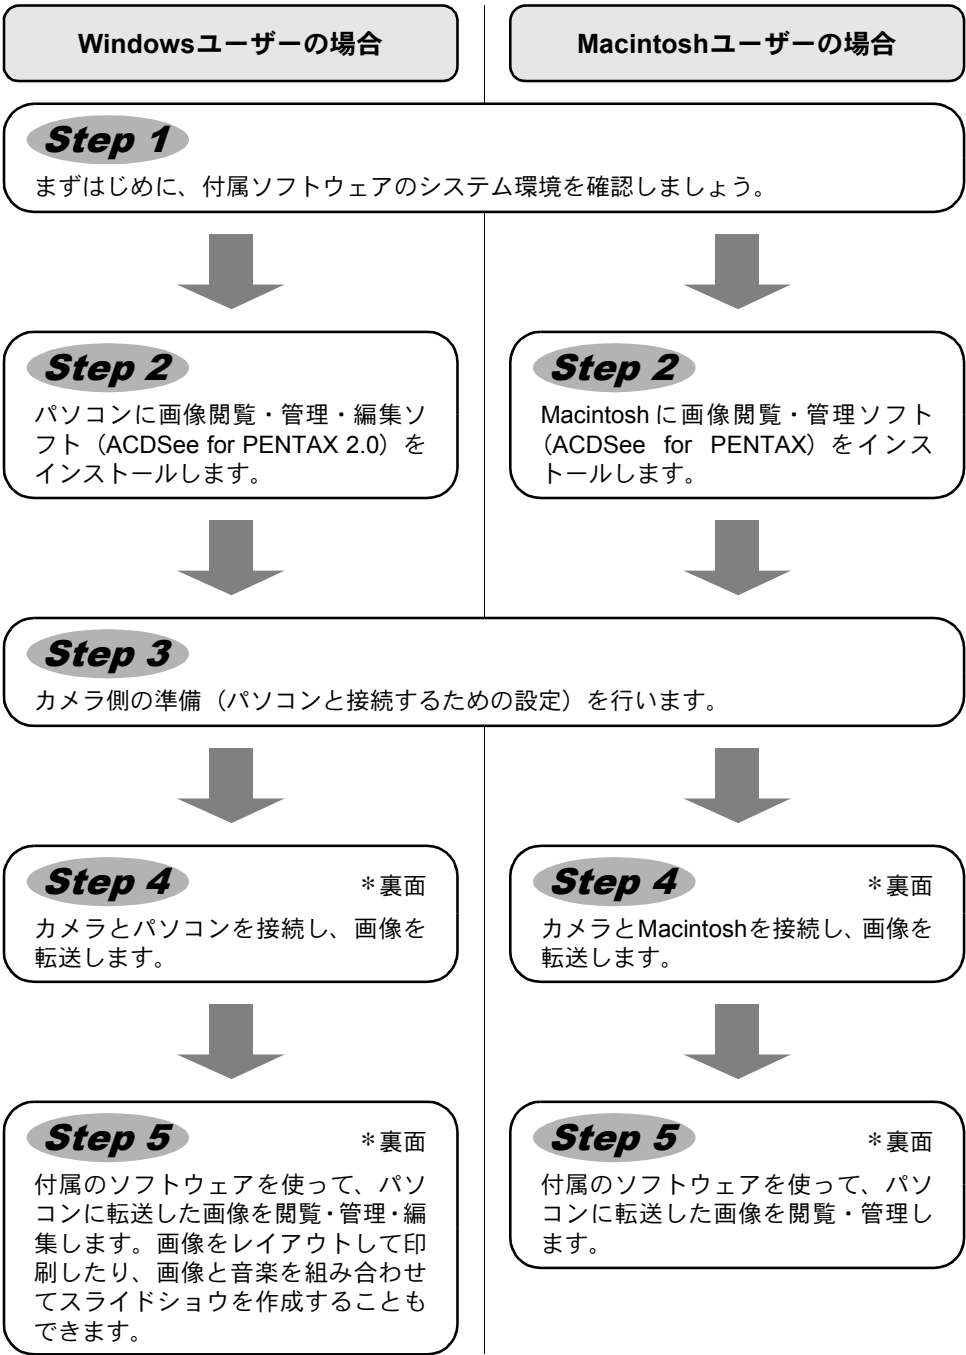 Windowsユーザーの場合
Macintoshユーザーの場合
Step 1
まずはじめに、付属ソフトウェアのシステム環境を確認しましょう。
Step 2
パソコンに画像閲覧・管理・編集ソ
フト（ACDSee for PENTAX 2.0）を
インストールします。
Step 2
Macintoshに画像閲覧・管理ソフト
（ACDSee for PENTAX）をインス
トールします。
Step 3
カメラ側の準備（パソコンと接続するための設定）を行います。
Step 4
＊裏面
カメラとパソコンを接続し、画像を
転送します。
Step 4
＊裏面
カメラとMacintoshを接続し、画像を
転送します。
Step 5
＊裏面
付属のソフトウェアを使って、パソ
コンに転送した画像を閲覧・管理・編
集します。画像をレイアウトして印
刷したり、画像と音楽を組み合わせ
てスライドショウを作成することも
できます。
Step 5
＊裏面
付属のソフトウェアを使って、パソ
コンに転送した画像を閲覧・管理し
ます。